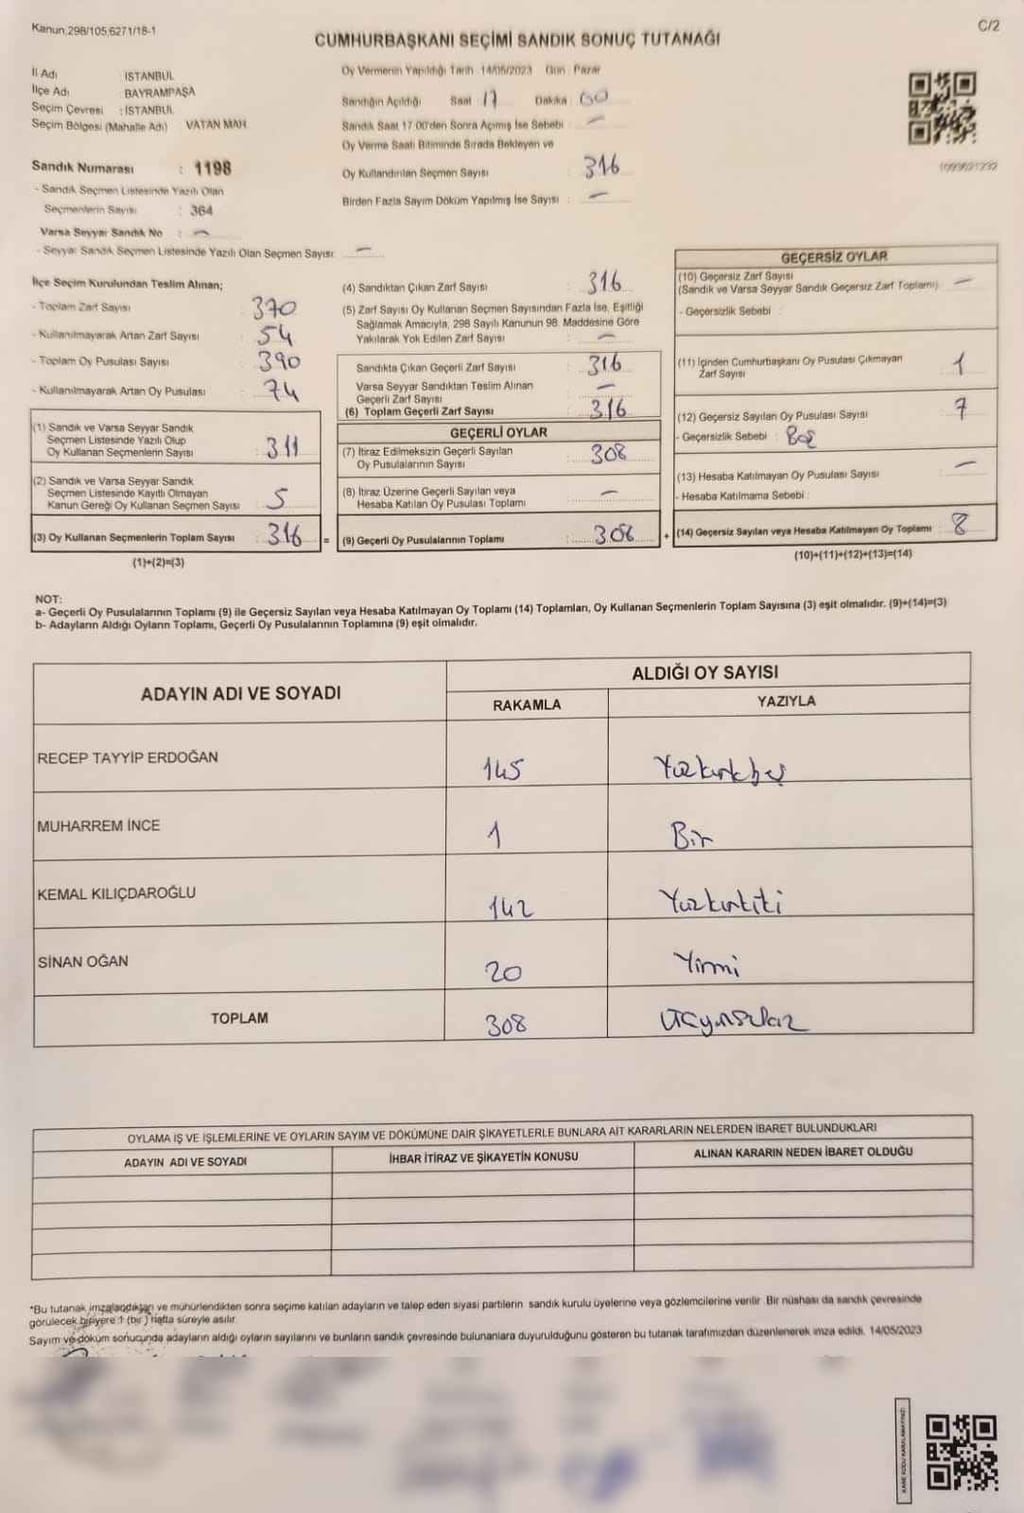 Kanun:298/105,6271/18-1
C/2
CUMHURBAŞKANI SEÇİMİ SANDIK SONUÇ TUTANAĞI
İl Adı : İSTANBUL
İlçe Adı : BAYRAMPAŞA
Seçim Çevresi : İSTANBUL
Seçim Bölgesi (Mahalle Adı) VATAN MAH.
Sandık Numarası : 1198
- Sandık Seçmen Listesinde Yazılı Olan
Seçmenlerin Sayısı : 364
Varsa Seyyar Sandık No : —
- Seyyar Sandık Seçmen Listesinde Yazılı Olan Seçmen Sayısı: —
Oy Vermenin Yapıldığı Tarih 14/05/2023 Gün : Pazar
Sandığın Açıldığı Saat 17 Dakika : 00
Sandık Saat 17:00'den Sonra Açmış İse Sebebi : —
Oy Verme Saati Bitiminde Sırada Bekleyen ve
Oy Kullandırılan Seçmen Sayısı 316
Birden Fazla Sayım Döküm Yapılmış İse Sayısı : —
İlçe Seçim Kurulundan Teslim Alınan;
- Toplam Zarf Sayısı 370
- Kullanılmayarak Artan Zarf Sayısı : 54
- Toplam Oy Pusulası Sayısı : 390
- Kullanılmayarak Artan Oy Pusulası : 74
(1) Sandık ve Varsa Seyyar Sandık
Seçmen Listesinde Yazılı Olup
Oy Kullanan Seçmenlerin Sayısı : 311
(2) Sandık ve Varsa Seyyar Sandık
Seçmen Listesinde Kayıtlı Olmayan
Kanun Gereği Oy Kullanan Seçmen Sayısı : 5
(3) Oy Kullanan Seçmenlerin Toplam Sayısı : 316 =
(1)+(2)=(3)
(4) Sandıktan Çıkan Zarf Sayısı : 316
(5) Zarf Sayısı Oy Kullanan Seçmen Sayısından Fazla İse, Eşitliği
Sağlamak Amacıyla, 298 Sayılı Kanunun 98. Maddesine Göre
Yakılarak Yok Edilen Zarf Sayısı : —
Sandıkta Çıkan Geçerli Zarf Sayısı : 316
Varsa Seyyar Sandıktan Teslim Alınan
Geçerli Zarf Sayısı : —
(6) Toplam Geçerli Zarf Sayısı : 316
GEÇERLİ OYLAR
(7) İtiraz Edilmeksizin Geçerli Sayılan
Oy Pusulalarının Sayısı : 308
(8) İtiraz Üzerine Geçerli Sayılan veya
Hesaba Katılan Oy Pusulası Toplamı : —
(9) Geçerli Oy Pusulalarının Toplamı : 308 +
GEÇERSİZ OYLAR
(10) Geçersiz Zarf Sayısı
(Sandık ve Varsa Seyyar Sandık Geçersiz Zarf Toplamı) : —
- Geçersizlik Sebebi :
(11) İçinden Cumhurbaşkanı Oy Pusulası Çıkmayan
Zarf Sayısı : 1
(12) Geçersiz Sayılan Oy Pusulası Sayısı : 7
- Geçersizlik Sebebi : Boş
(13) Hesaba Katılmayan Oy Pusulası Sayısı : —
- Hesaba Katılmama Sebebi :
(14) Geçersiz Sayılan veya Hesaba Katılmayan Oy Toplamı : 8
(10)+(11)+(12)+(13)=(14)
NOT:
a- Geçerli Oy Pusulalarının Toplamı (9) ile Geçersiz Sayılan veya Hesaba Katılmayan Oy Toplamı (14) Toplamları, Oy Kullanan Seçmenlerin Toplam Sayısına (3) eşit olmalıdır. (9)+(14)=(3)
b- Adayların Aldığı Oyların Toplamı, Geçerli Oy Pusulalarının Toplamına (9) eşit olmalıdır.
ADAYIN ADI VE SOYADI
ALDIĞI OY SAYISI
RAKAMLA YAZIYLA
RECEP TAYYİP ERDOĞAN 145 Yüzkırkbeş
MUHARREM İNCE 1 Bir
KEMAL KILIÇDAROĞLU 142 Yüzkırkiki
SİNAN OĞAN 20 Yirmi
TOPLAM 308 Üçyüzsekiz
OYLAMA İŞ VE İŞLEMLERİNE VE OYLARIN SAYIM VE DÖKÜMÜNE DAİR ŞİKAYETLERLE BUNLARA AİT KARARLARIN NELERDEN İBARET BULUNDUKLARI
ADAYIN ADI VE SOYADI İHBAR İTİRAZ VE ŞİKAYETİN KONUSU ALINAN KARARIN NEDEN İBARET OLDUĞU
*Bu tutanak imzalandıktan ve mühürlendikten sonra seçime katılan adayların ve talep eden siyasi partilerin sandık kurulu üyelerine veya gözlemcilerine verilir. Bir nüshası da sandık çevresinde
görülecek bir yere 1 (bir) hafta süreyle asılır.
Sayım ve döküm sonucunda adayların aldığı oyların sayılarını ve bunların sandık çevresinde bulunanlara duyurulduğunu gösteren bu tutanak tarafımızdan düzenlenerek imza edildi. 14/05/2023